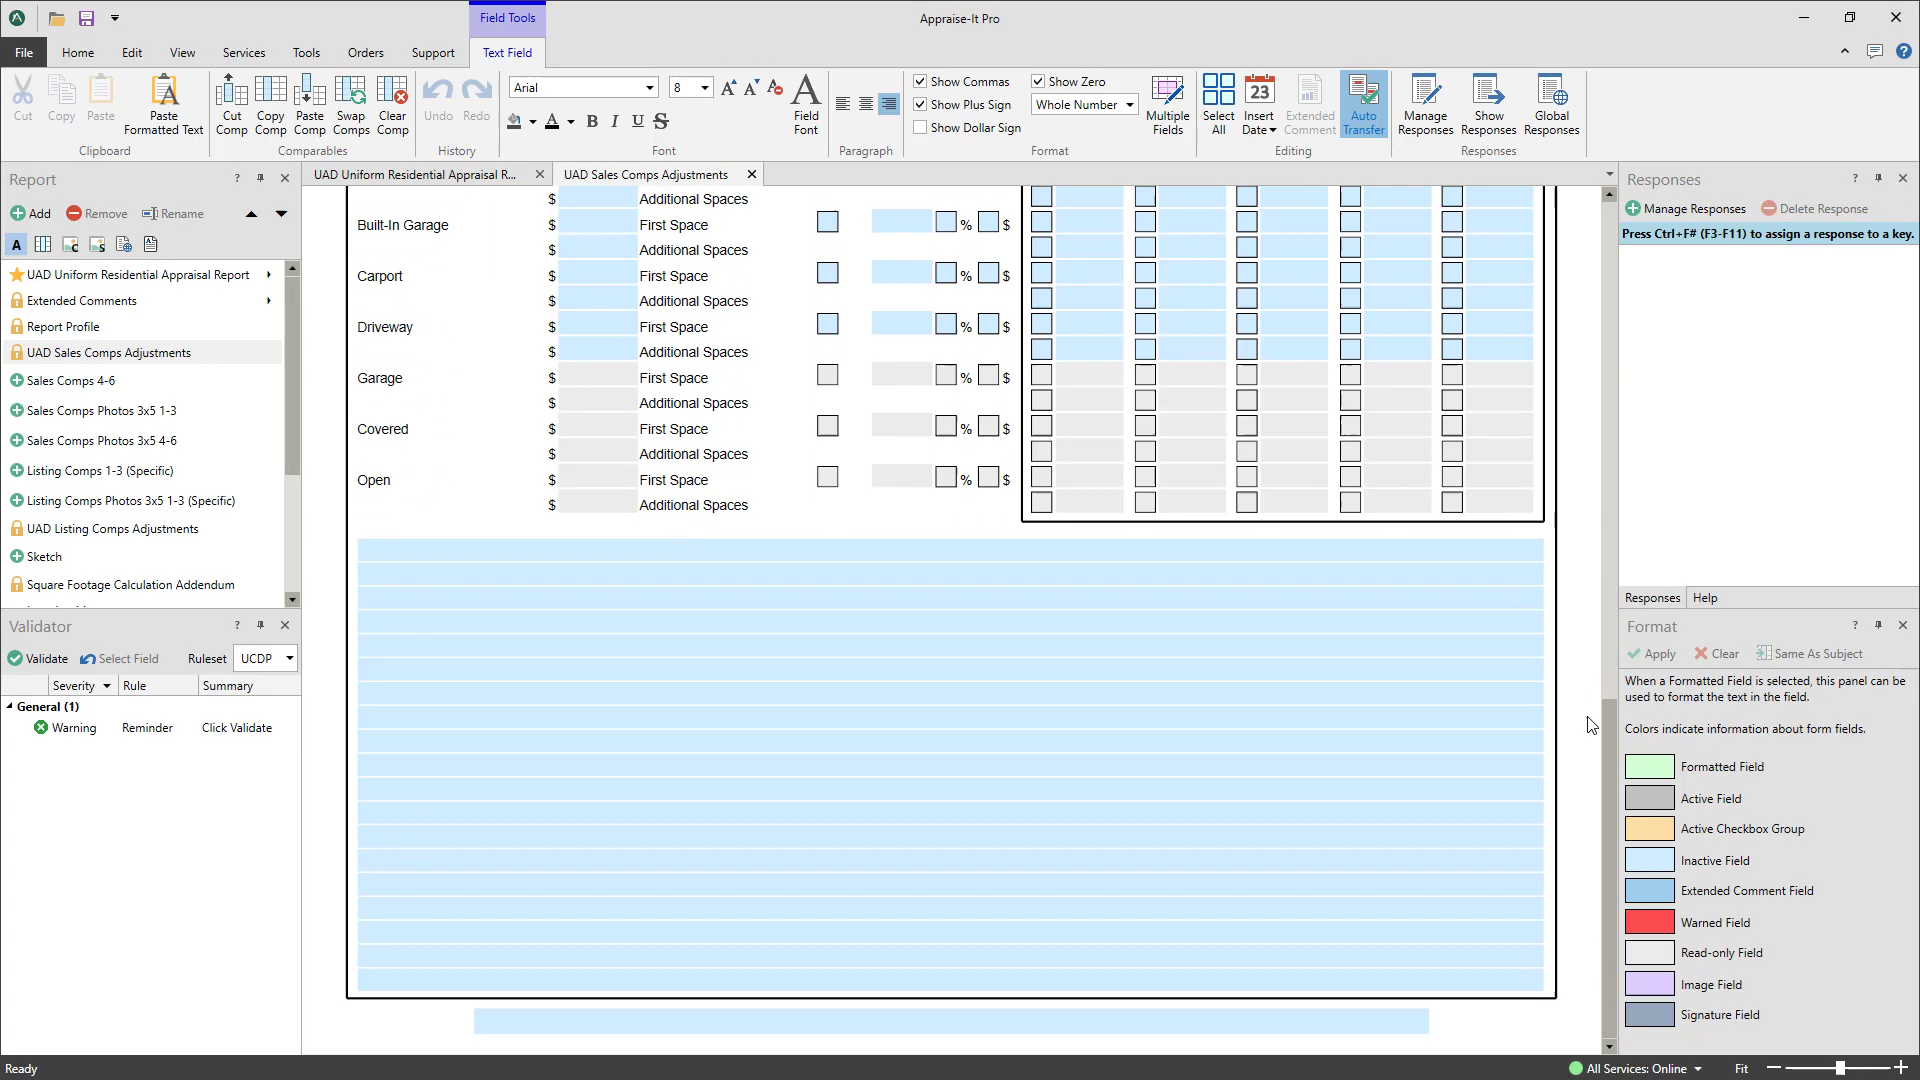 Field Tools
Appraise-It Pro
File Home Edit View Services Tools Orders Support Text Field
Cut
Copy
Paste
Paste Formatted Text
Clipboard
Cut Comp
Copy Comp
Paste Comp
Swap Comps
Clear Comp
Comparables
Undo
Redo
History
Arial
8
A A A
A B I U S
Field Font
Font
Paragraph
Show Commas
Show Plus Sign
Show Dollar Sign
Show Zero
Whole Number
Multiple Fields
Format
Select All
23
Insert Date
Extended Comment
Auto Transfer
Editing
Manage Responses
Show Responses
Global Responses
Responses
Report
Add Remove Rename
A
UAD Uniform Residential Appraisal Report
Extended Comments
Report Profile
UAD Sales Comps Adjustments
Sales Comps 4-6
Sales Comps Photos 3x5 1-3
Sales Comps Photos 3x5 4-6
Listing Comps 1-3 (Specific)
Listing Comps Photos 3x5 1-3 (Specific)
UAD Listing Comps Adjustments
Sketch
Square Footage Calculation Addendum
Validator
Validate Select Field Ruleset UCDP
Severity Rule Summary
General (1)
Warning Reminder Click Validate
UAD Uniform Residential Appraisal R...
UAD Sales Comps Adjustments
$ Additional Spaces
Built-In Garage $ First Space % $
$ Additional Spaces
Carport $ First Space % $
$ Additional Spaces
Driveway $ First Space % $
$ Additional Spaces
Garage $ First Space % $
$ Additional Spaces
Covered $ First Space % $
$ Additional Spaces
Open $ First Space % $
$ Additional Spaces
Responses
Manage Responses Delete Response
Press Ctrl+F# (F3-F11) to assign a response to a key.
Responses Help
Format
Apply Clear Same As Subject
When a Formatted Field is selected, this panel can be
used to format the text in the field.
Colors indicate information about form fields.
Formatted Field
Active Field
Active Checkbox Group
Inactive Field
Extended Comment Field
Warned Field
Read-only Field
Image Field
Signature Field
Ready
All Services: Online Fit